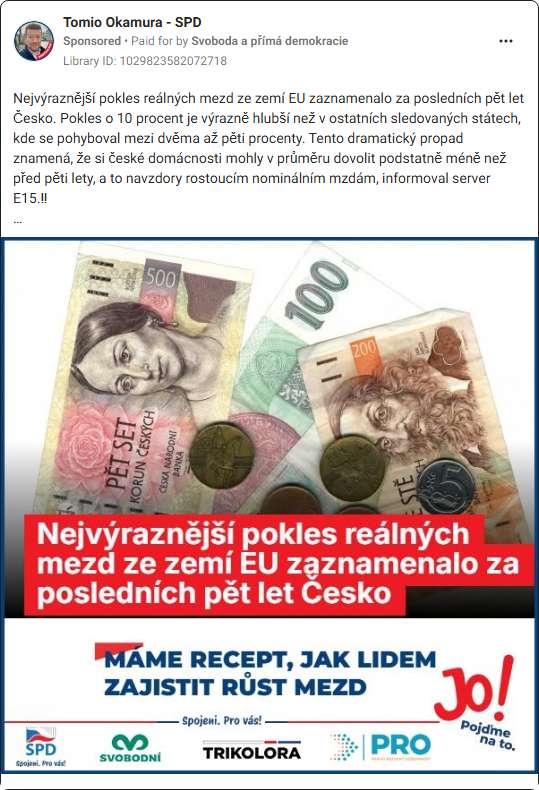 Tomio Okamura - SPD
Sponsored • Paid for by Svoboda a přímá demokracie
Library ID: 1029823582072718
Nejvýraznější pokles reálných mezd ze zemí EU zaznamenalo za posledních pět let
Česko. Pokles o 10 procent je výrazně hlubší než v ostatních sledovaných státech,
kde se pohyboval mezi dvěma až pěti procenty. Tento dramatický propad
znamená, že si české domácnosti mohly v průměru dovolit podstatně méně než
před pěti lety, a to navzdory rostoucím nominálním mzdám, informoval server
E15.‼
...
500
100
200
PĚT SET
KORUN ČESKÝCH
ČESKÁ NÁRODNÍ
BANKA
STĚ
5
Nejvýraznější pokles reálných
mezd ze zemí EU zaznamenalo za
posledních pět let Česko
MÁME RECEPT, JAK LIDEM
ZAJISTIT RŮST MEZD
Jo!
Pojďme
na to.
Spojeni. Pro vás!
SPD
Spojeni. Pro vás!
SVOBODNÍ
TRIKOLORA
PRO